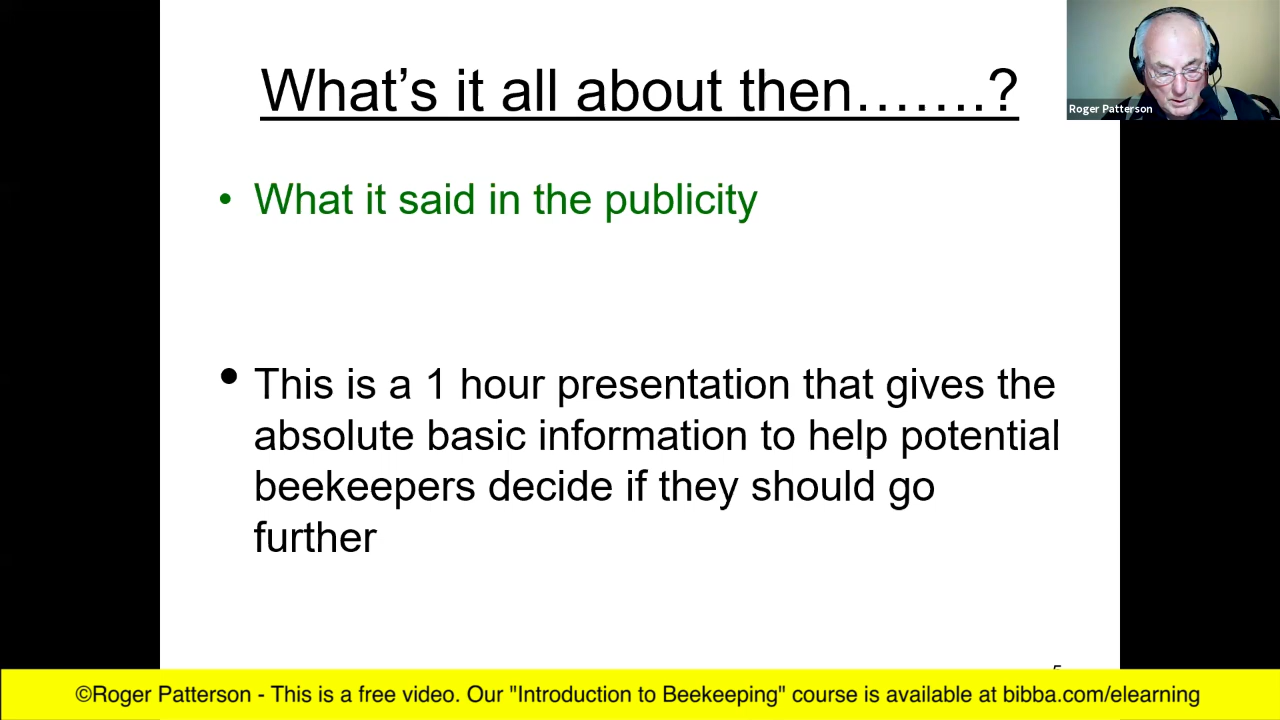 What's it all about then…….?
Roger Patterson
• What it said in the publicity
• This is a 1 hour presentation that gives the
absolute basic information to help potential
beekeepers decide if they should go
further
©Roger Patterson - This is a free video. Our "Introduction to Beekeeping" course is available at bibba.com/elearning